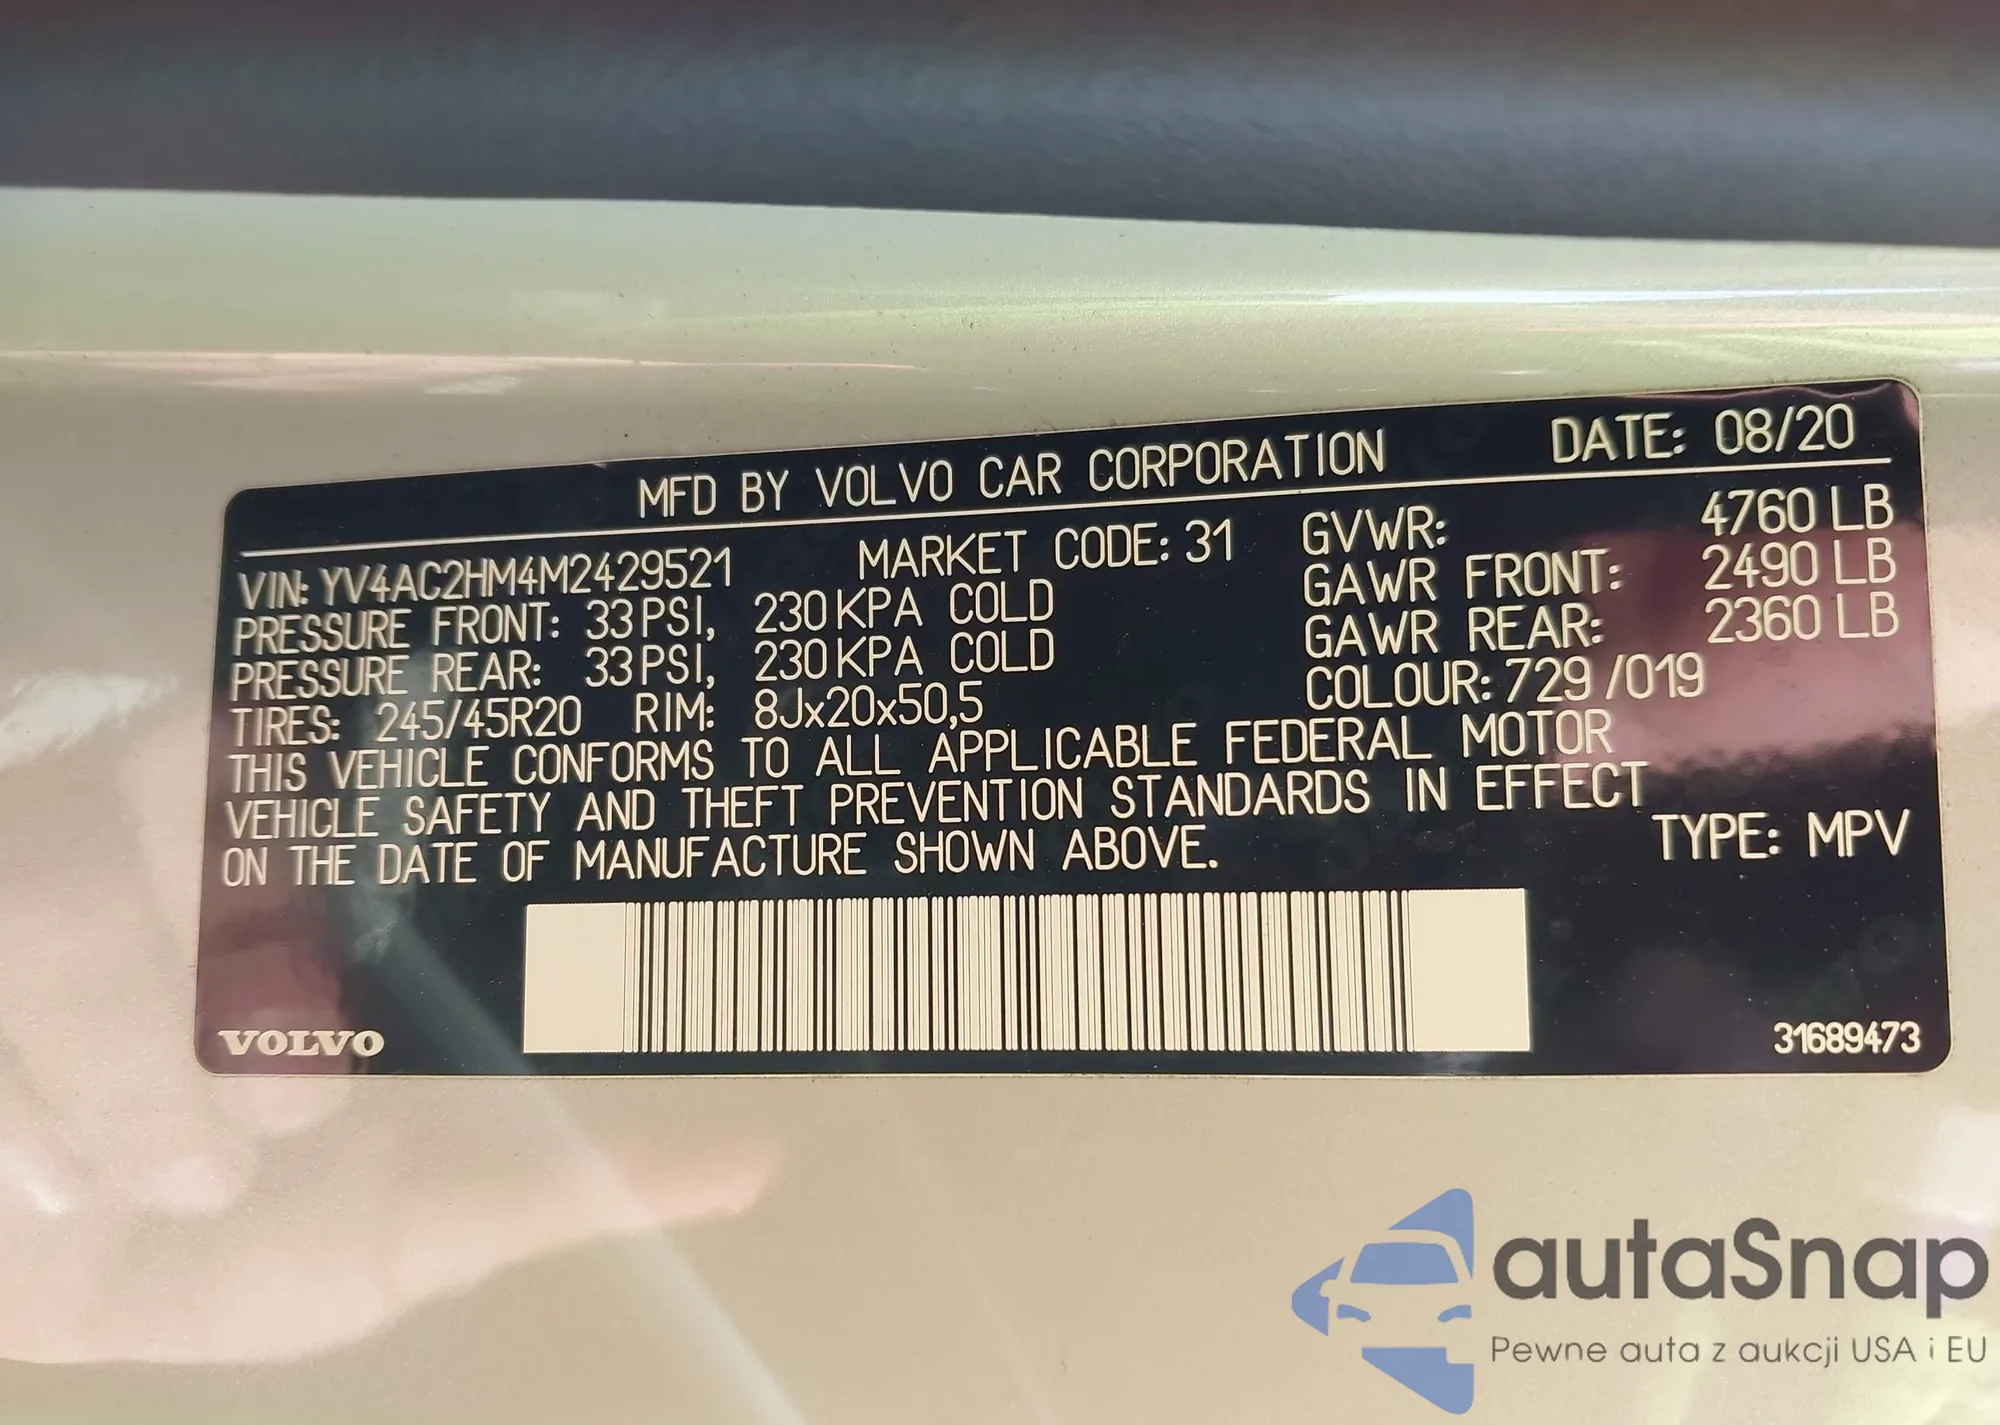 MFD BY VOLVO CAR CORPORATION DATE: 08/20
VIN: YV4AC2HM4M2429521 MARKET CODE: 31 GVWR: 4760 LB
PRESSURE FRONT: 33 PSI, 230 KPA COLD GAWR FRONT: 2490 LB
PRESSURE REAR: 33 PSI, 230 KPA COLD GAWR REAR: 2360 LB
TIRES: 245/45R20 RIM: 8Jx20x50,5 COLOUR: 729 /019
THIS VEHICLE CONFORMS TO ALL APPLICABLE FEDERAL MOTOR
VEHICLE SAFETY AND THEFT PREVENTION STANDARDS IN EFFECT
ON THE DATE OF MANUFACTURE SHOWN ABOVE. TYPE: MPV
VOLVO 31689473
autaSnap
Pewne auta z aukcji USA i EU